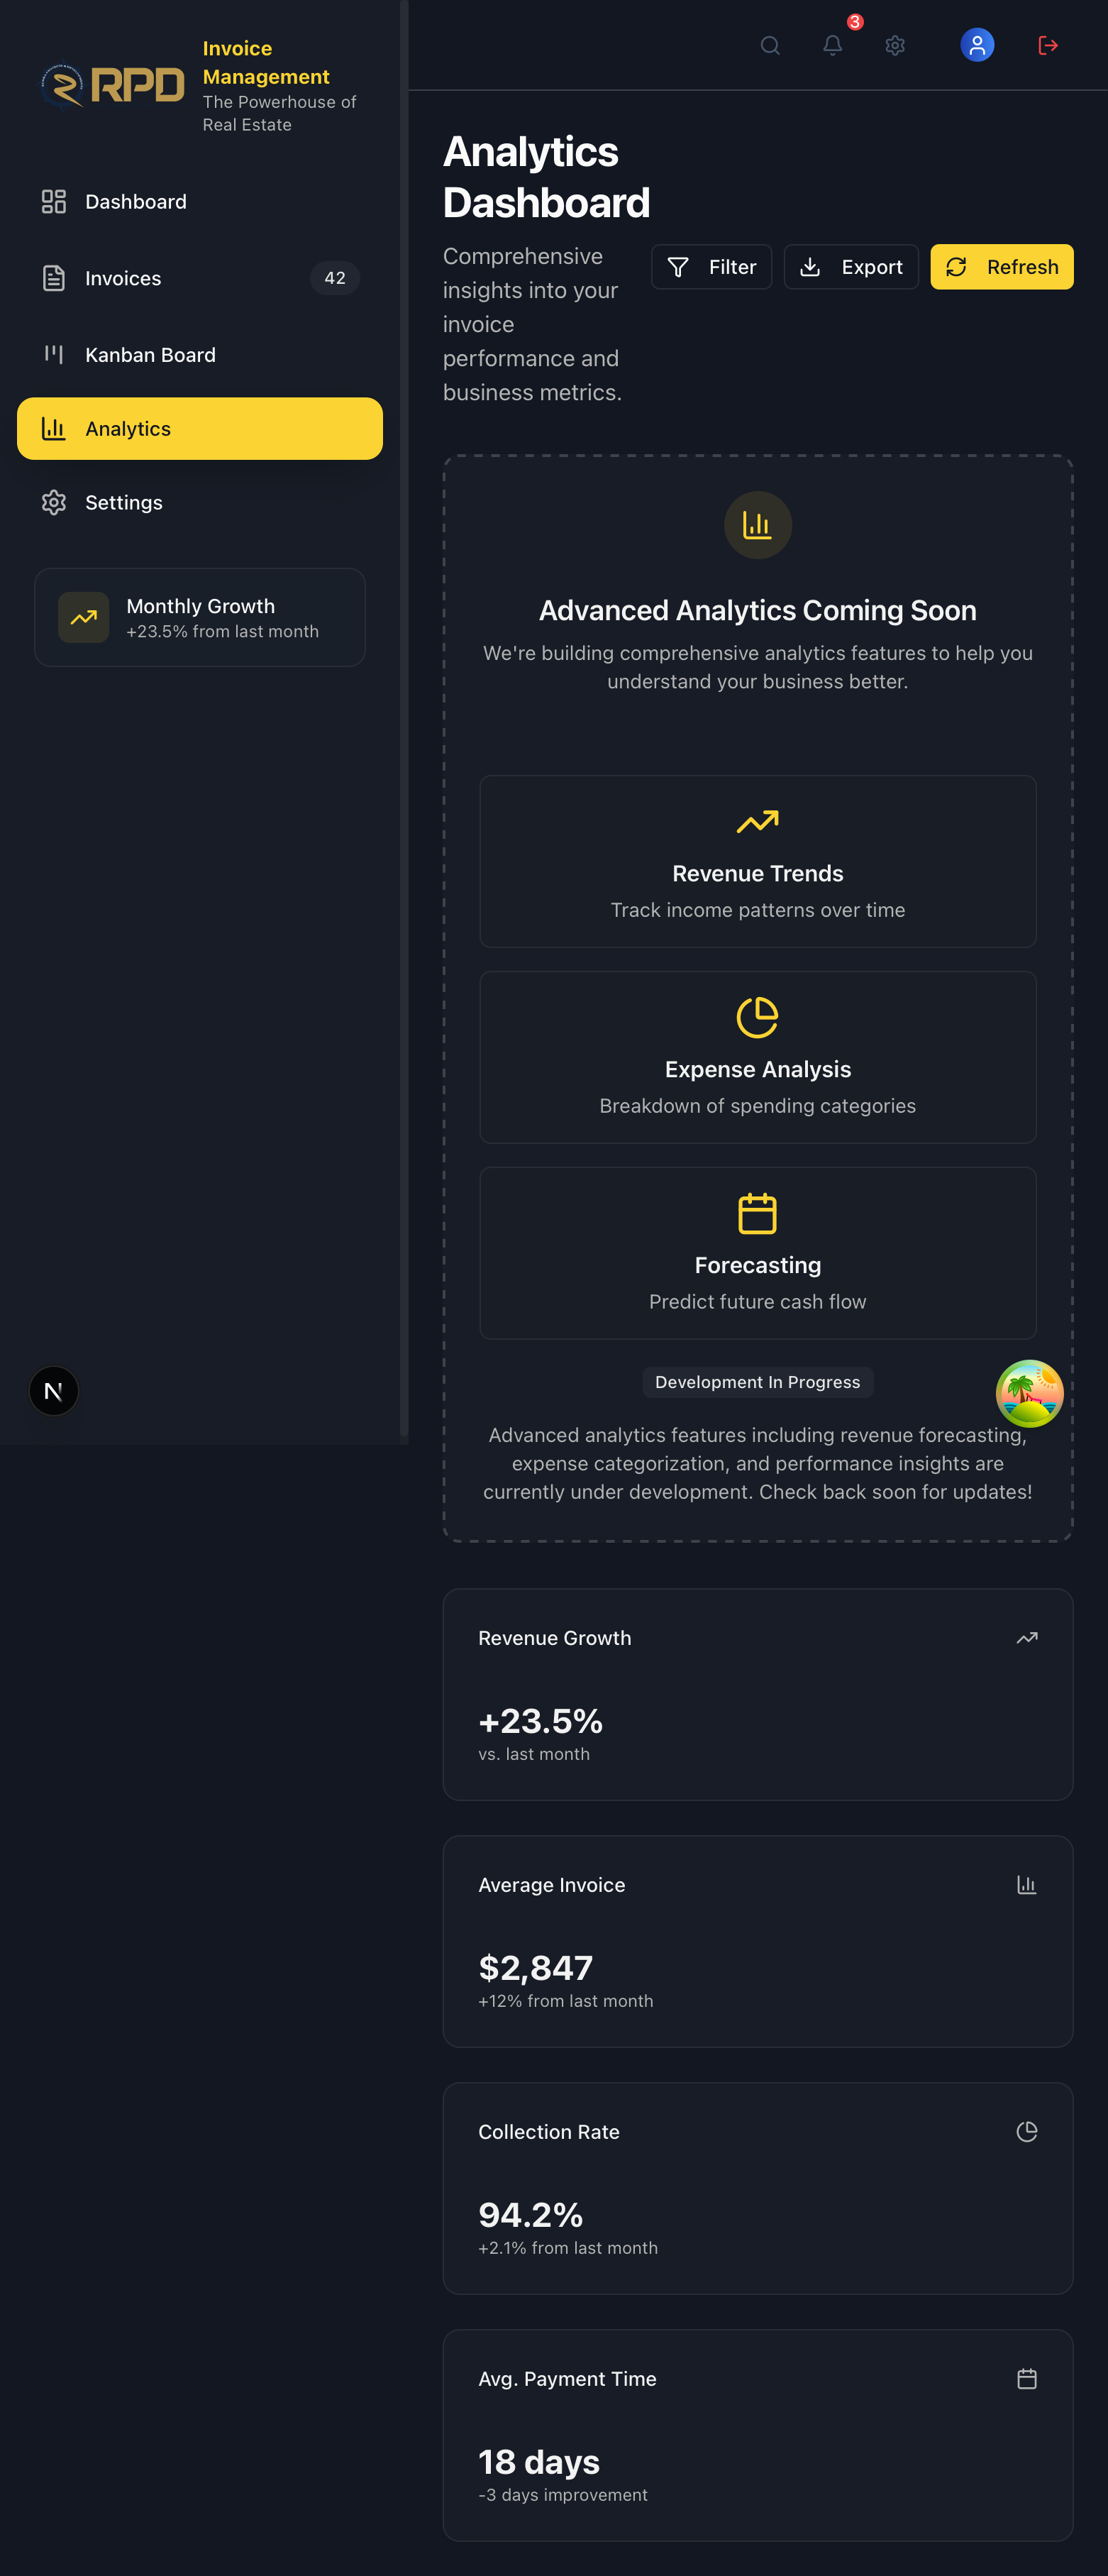 RPD
Invoice
Management
The Powerhouse of
Real Estate
Dashboard
Invoices
42
Kanban Board
Analytics
Settings
Monthly Growth
+23.5% from last month
N
3
Analytics
Dashboard
Comprehensive
insights into your
invoice
performance and
business metrics.
Filter
Export
Refresh
Advanced Analytics Coming Soon
We're building comprehensive analytics features to help you
understand your business better.
Revenue Trends
Track income patterns over time
Expense Analysis
Breakdown of spending categories
Forecasting
Predict future cash flow
Development In Progress
Advanced analytics features including revenue forecasting,
expense categorization, and performance insights are
currently under development. Check back soon for updates!
Revenue Growth
+23.5%
vs. last month
Average Invoice
$2,847
+12% from last month
Collection Rate
94.2%
+2.1% from last month
Avg. Payment Time
18 days
-3 days improvement